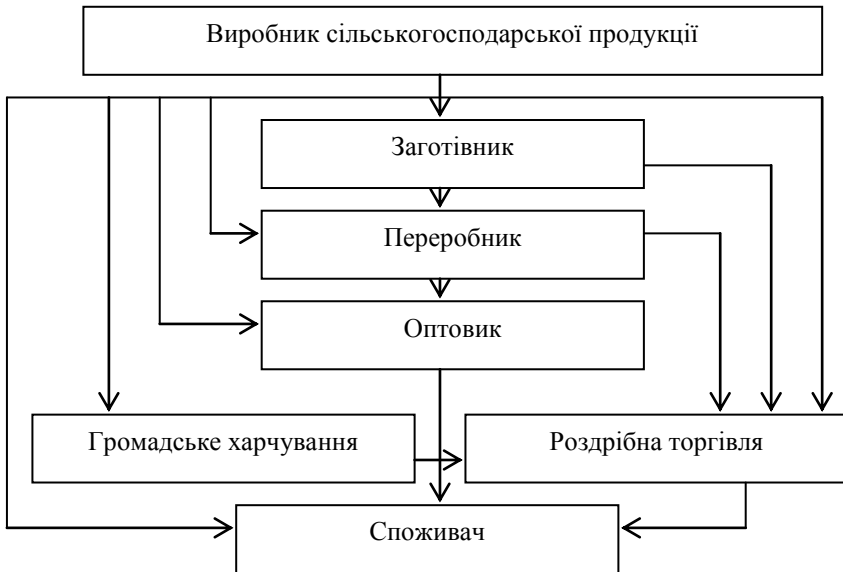 Виробник сільськогосподарської продукції
Заготівник
Переробник
Оптовик
Громадське харчування
Роздрібна торгівля
Споживач